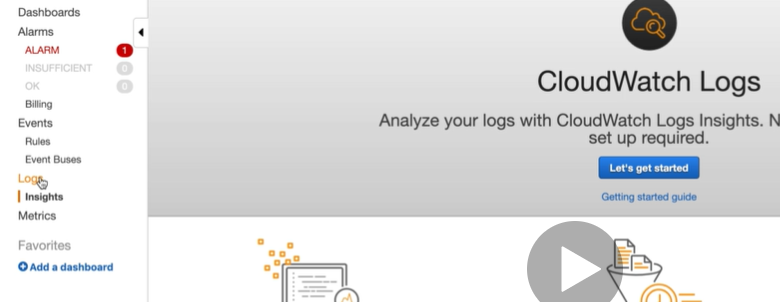 Dashboards
Alarms
ALARM 1
INSUFFICIENT 0
OK 0
Billing
Events
Rules
Event Buses
Logs
Insights
Metrics
Favorites
Add a dashboard
CloudWatch Logs
Analyze your logs with CloudWatch Logs Insights. N
set up required.
Let's get started
Getting started guide